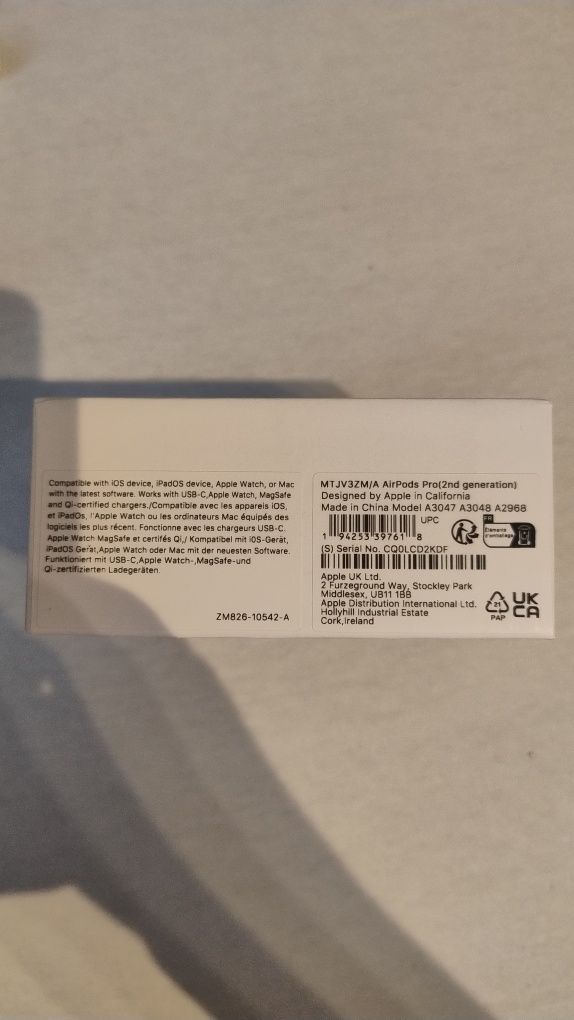 Compatible with iOS device, iPadOS device, Apple Watch, or Mac
with the latest software. Works with USB-C,Apple Watch, MagSafe
and Qi-certified chargers./Compatible avec les appareils iOS,
et iPadOs, l'Apple Watch ou les ordinateurs Mac équipés des
logiciels les plus récent. Fonctionne avec les chargeurs USB-C.
Apple Watch MagSafe et certifés Qi,/ Kompatibel mit iOS-Gerät,
iPadOS Gerät,Apple Watch oder Mac mit der neuesten Software.
Funktioniert mit USB-C,Apple Watch-,MagSafe-und
Qi-zertifizierten Ladegeräten.
ZM826-10542-A
MTJV3ZM/A AirPods Pro(2nd generation)
Designed by Apple in California
Made in China Model A3047 A3048 A2968
UPC
1 94253 39761 8
FR
Éléments
d'emballage
(S) Serial No. CQ0LCD2KDF
Apple UK Ltd.
2 Furzeground Way, Stockley Park
Middlesex, UB11 1BB
Apple Distribution International Ltd.
Hollyhill Industrial Estate
Cork,Ireland
21
PAP
UK
CA